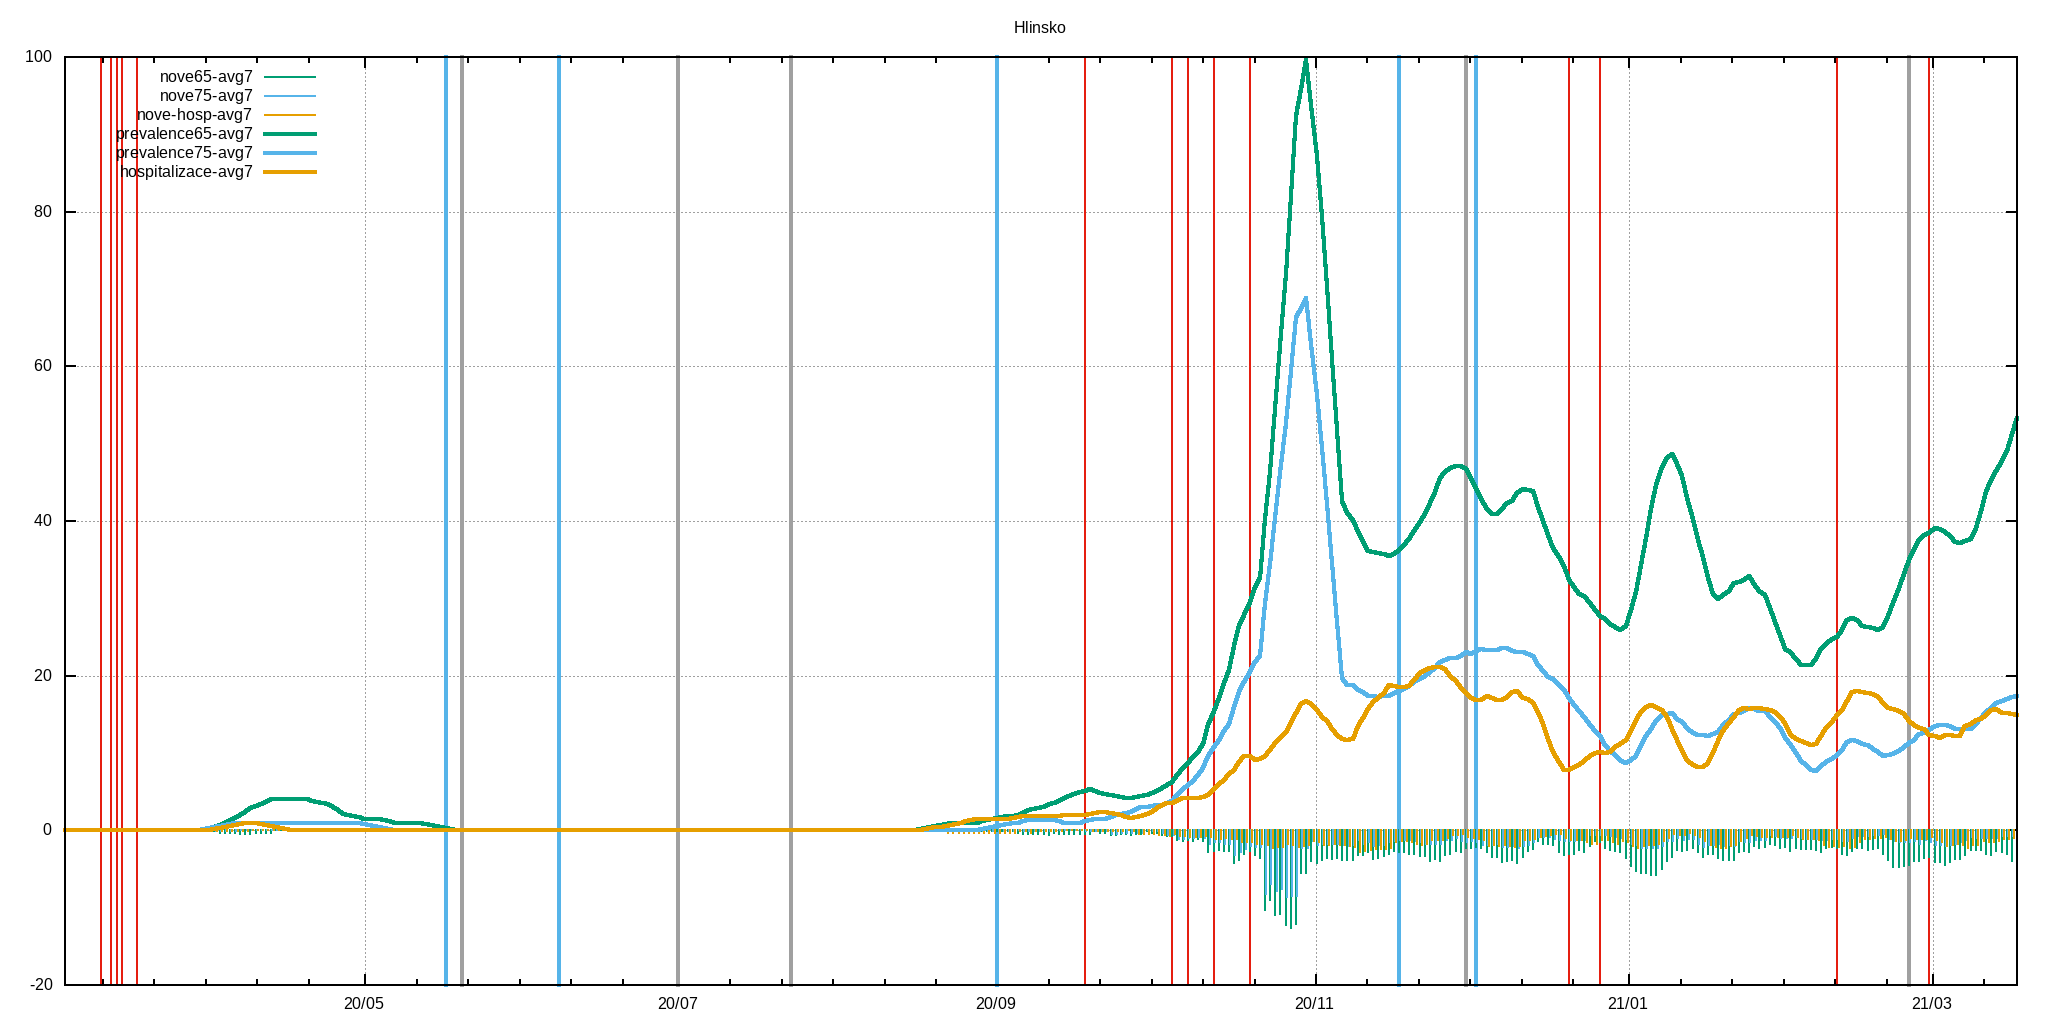 Hlinsko
100
80
60
40
20
0
-20
nove65-avg7
nove75-avg7
nove-hosp-avg7
prevalence65-avg7
prevalence75-avg7
hospitalizace-avg7
20/05
20/07
20/09
20/11
21/01
21/03